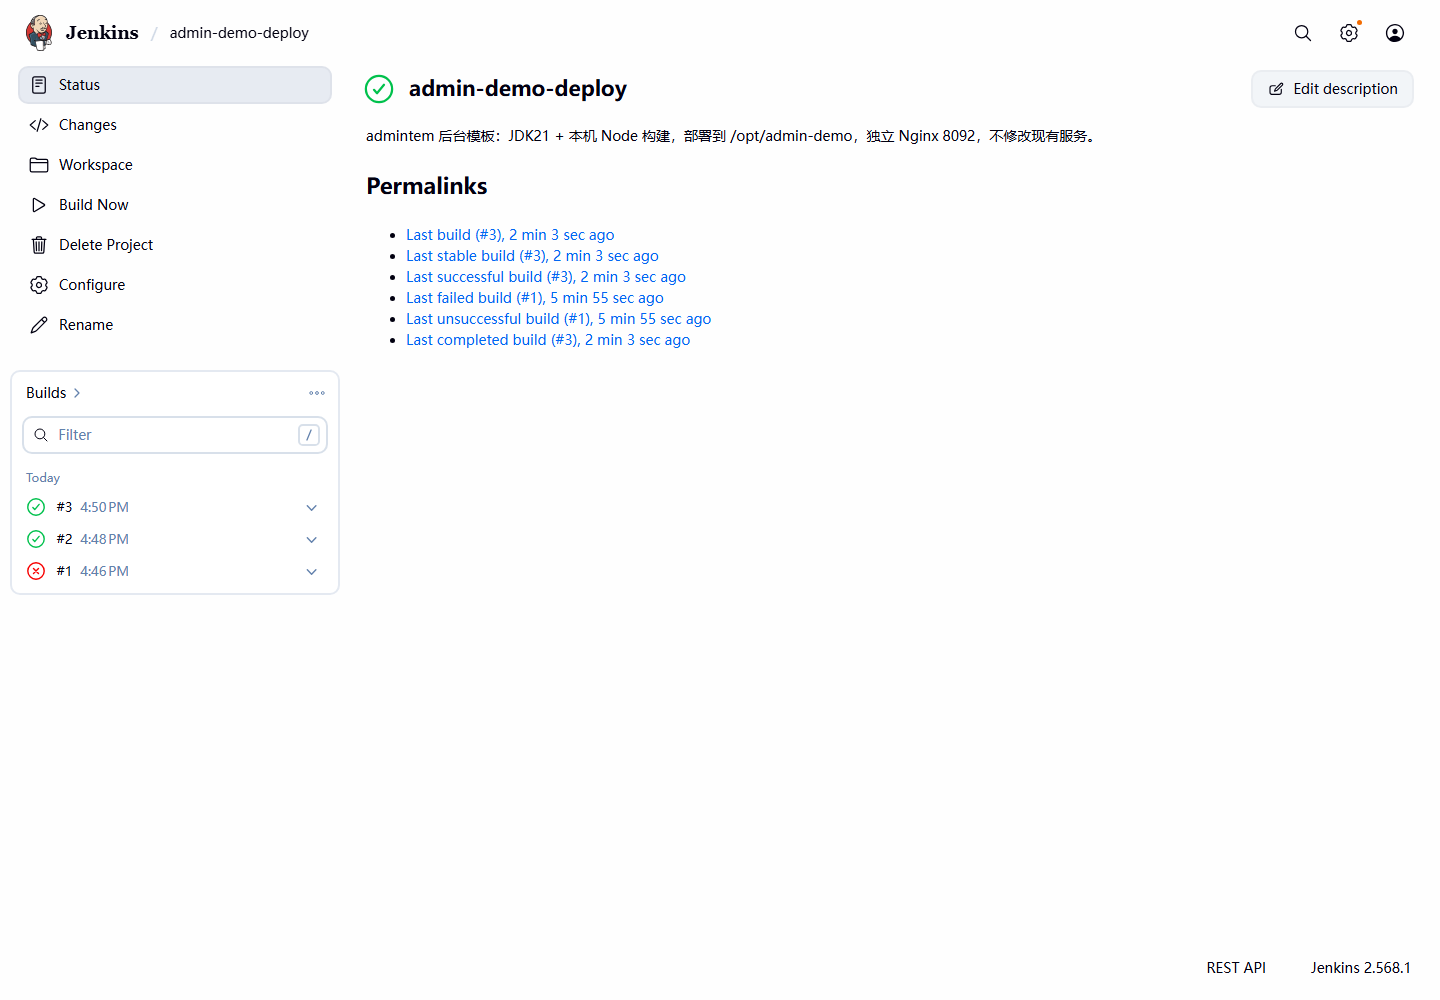 Jenkins / admin-demo-deploy
Status
Changes
Workspace
Build Now
Delete Project
Configure
Rename
Builds
Filter /
Today
#3 4:50 PM
#2 4:48 PM
#1 4:46 PM
admin-demo-deploy
Edit description
admintem 后台模板：JDK21 + 本机 Node 构建，部署到 /opt/admin-demo，独立 Nginx 8092，不修改现有服务。
Permalinks
Last build (#3), 2 min 3 sec ago
Last stable build (#3), 2 min 3 sec ago
Last successful build (#3), 2 min 3 sec ago
Last failed build (#1), 5 min 55 sec ago
Last unsuccessful build (#1), 5 min 55 sec ago
Last completed build (#3), 2 min 3 sec ago
REST API
Jenkins 2.568.1